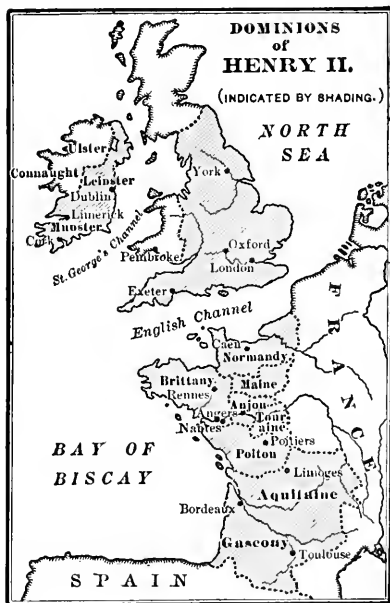 DOMINIONS
of
HENRY II.
(INDICATED BY SHADING.)
NORTH
SEA
Ulster
Connaught
Leinster
Dublin
Limerick
Munster
Cork
St. George's Channel
York
Pembroke
Oxford
London
Exeter
English Channel
FRANCE
Caen
Normandy
Brittany
Rennes
Maine
Anjou
Angers
Tour-
aine
Nantes
Poitiers
Poitou
BAY OF
BISCAY
Limoges
Aquitaine
Bordeaux
Gascony
Toulouse
SPAIN